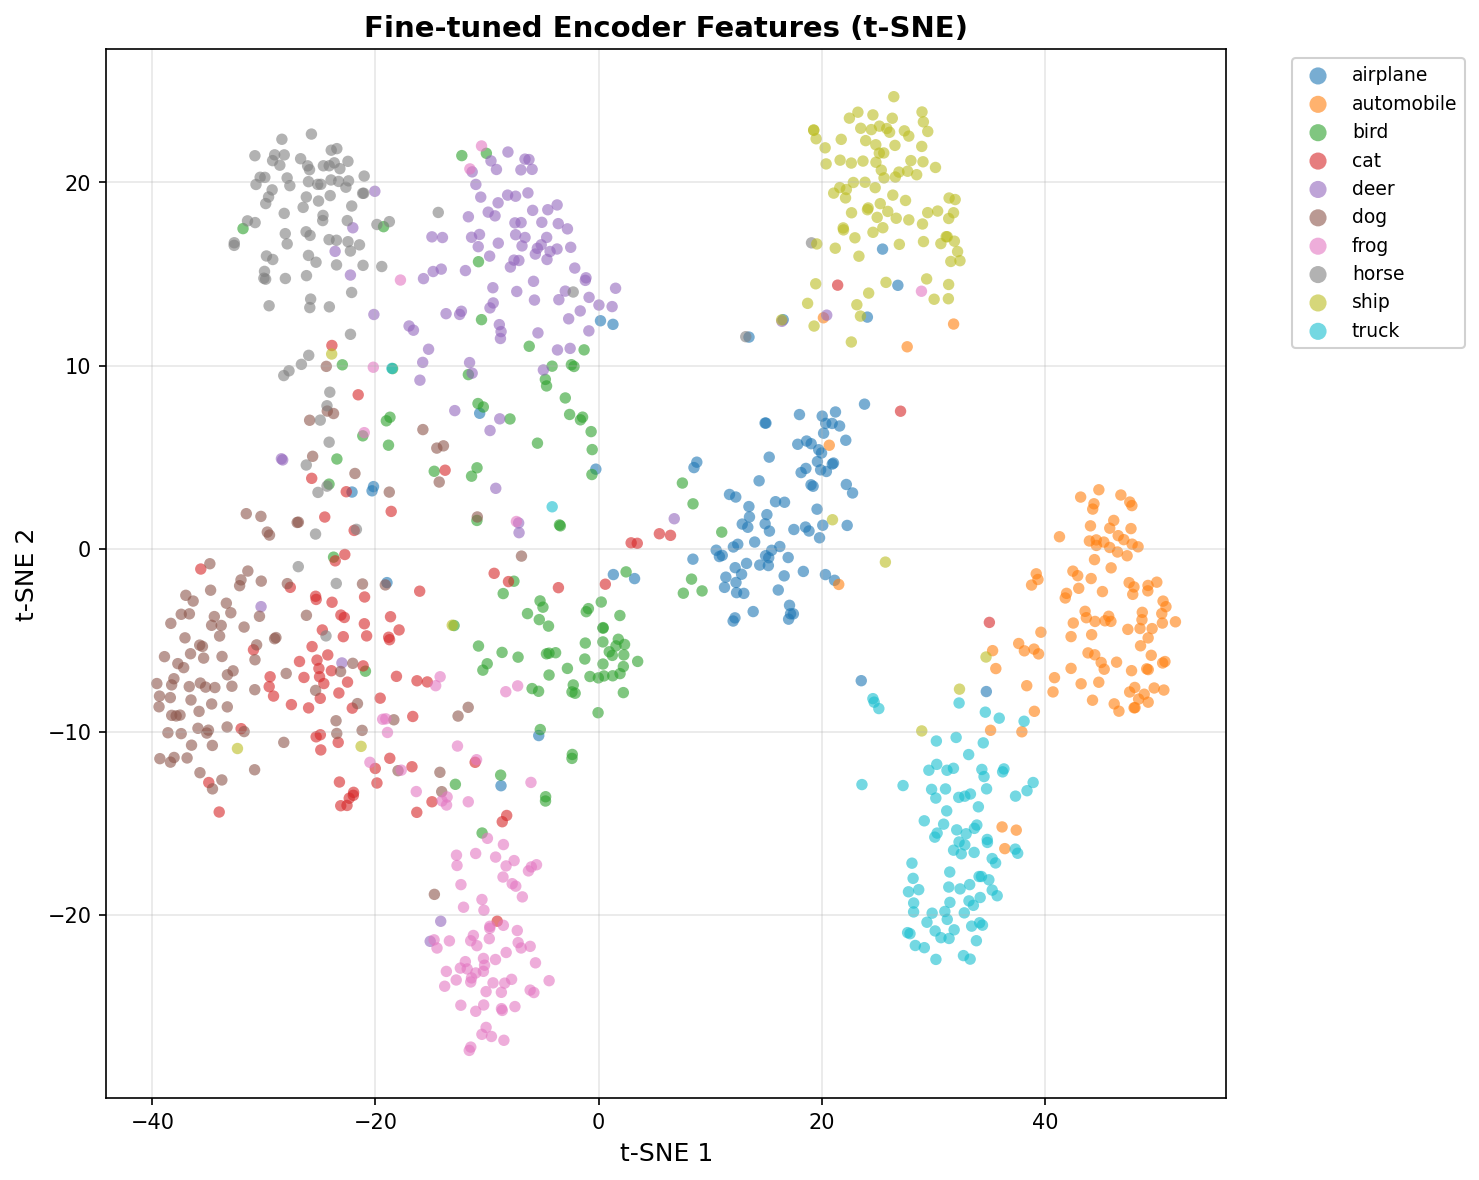 Fine-tuned Encoder Features (t-SNE)
airplane
automobile
bird
cat
deer
dog
frog
horse
ship
truck
20
10
0
−10
−20
t-SNE 2
−40
−20
0
20
40
t-SNE 1